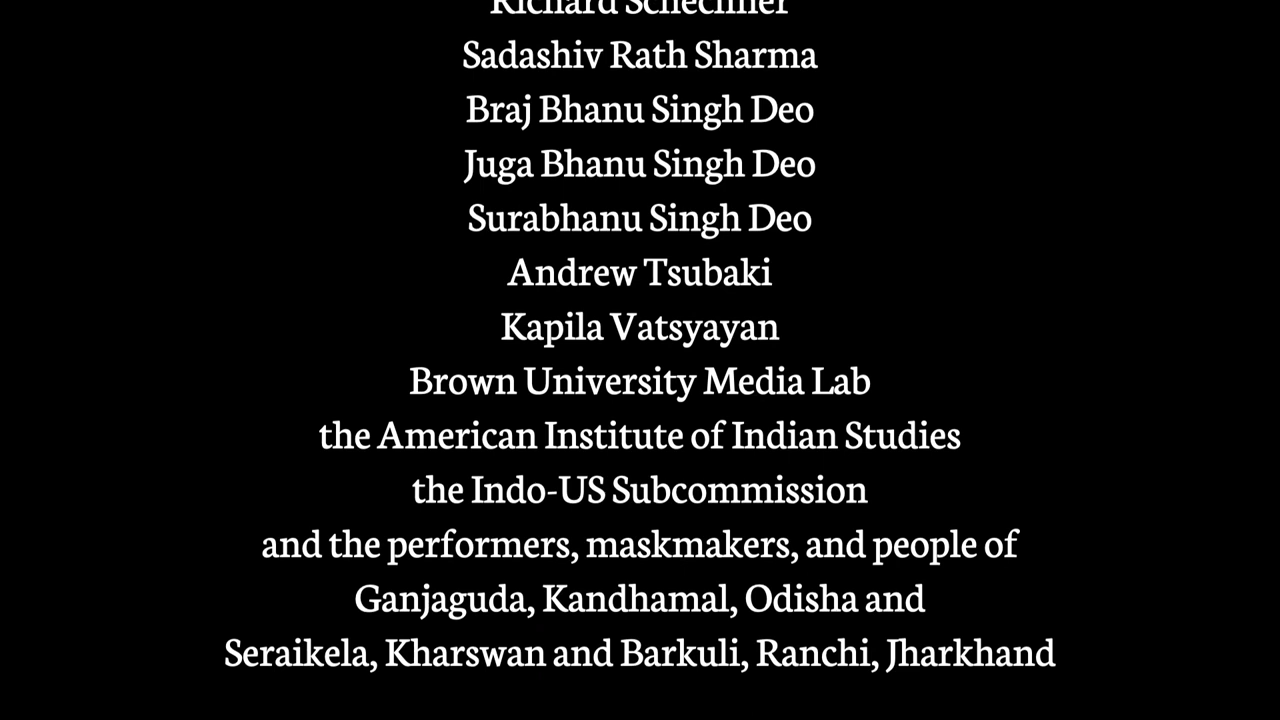 Richard Schechner
Sadashiv Rath Sharma
Braj Bhanu Singh Deo
Juga Bhanu Singh Deo
Surabhanu Singh Deo
Andrew Tsubaki
Kapila Vatsyayan
Brown University Media Lab
the American Institute of Indian Studies
the Indo-US Subcommission
and the performers, maskmakers, and people of
Ganjaguda, Kandhamal, Odisha and
Seraikela, Kharswan and Barkuli, Ranchi, Jharkhand